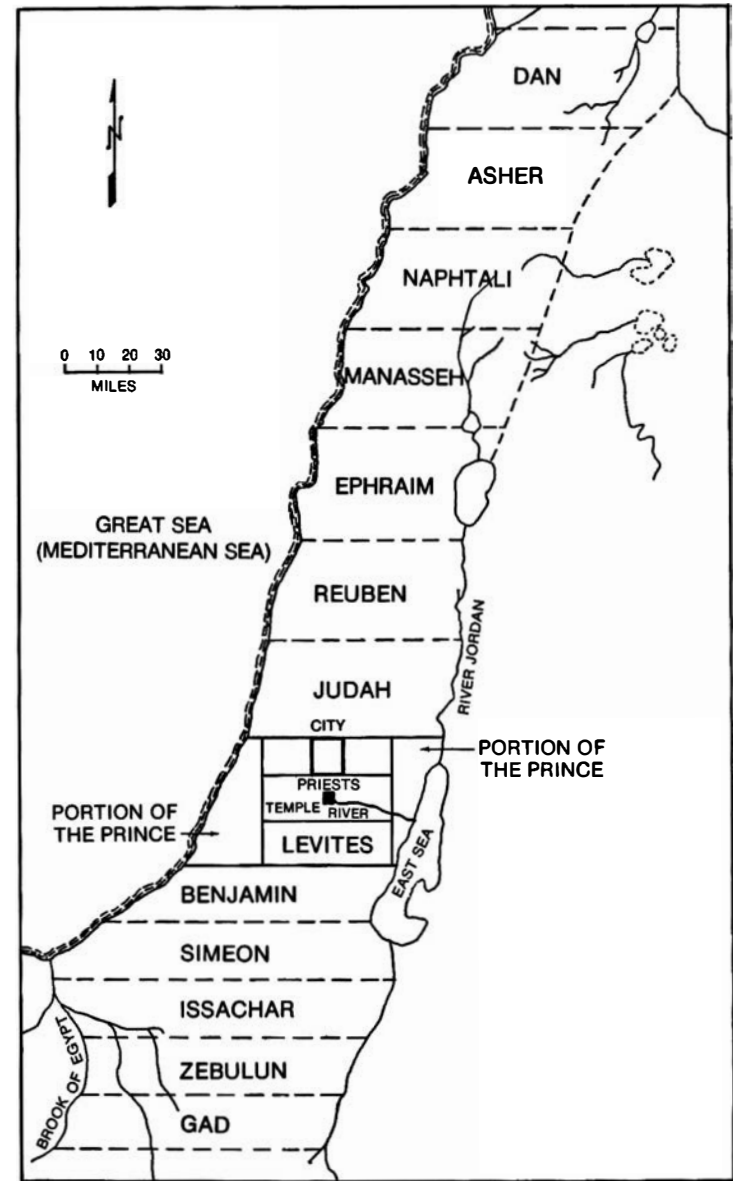 DAN
N
ASHER
NAPHTALI
0 10 20 30
MILES
MANASSEH
EPHRAIM
GREAT SEA
(MEDITERRANEAN SEA)
REUBEN
RIVER JORDAN
JUDAH
CITY
PORTION OF
THE PRINCE
PRIESTS
TEMPLE
RIVER
PORTION OF
THE PRINCE
LEVITES
EAST SEA
BENJAMIN
SIMEON
ISSACHAR
BROOK OF EGYPT
ZEBULUN
GAD